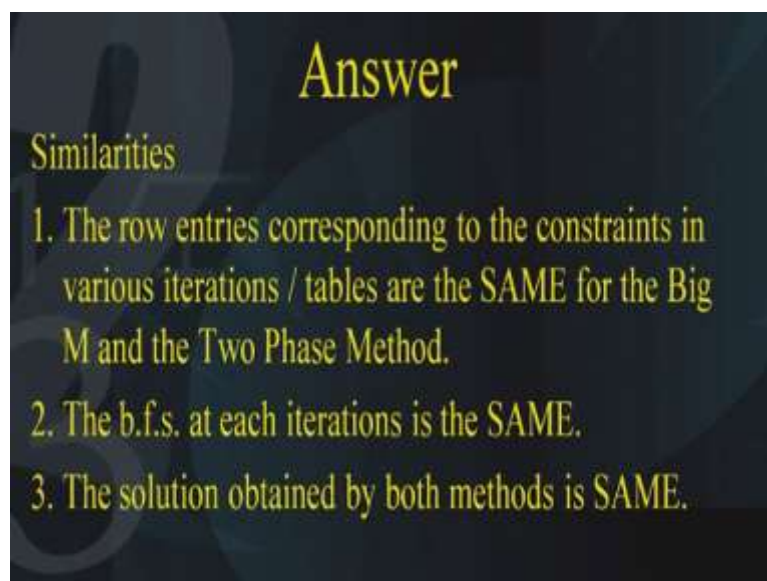 Answer
Similarities
1. The row entries corresponding to the constraints in
various iterations / tables are the SAME for the Big
M and the Two Phase Method.
2. The b.f.s. at each iterations is the SAME.
3. The solution obtained by both methods is SAME.